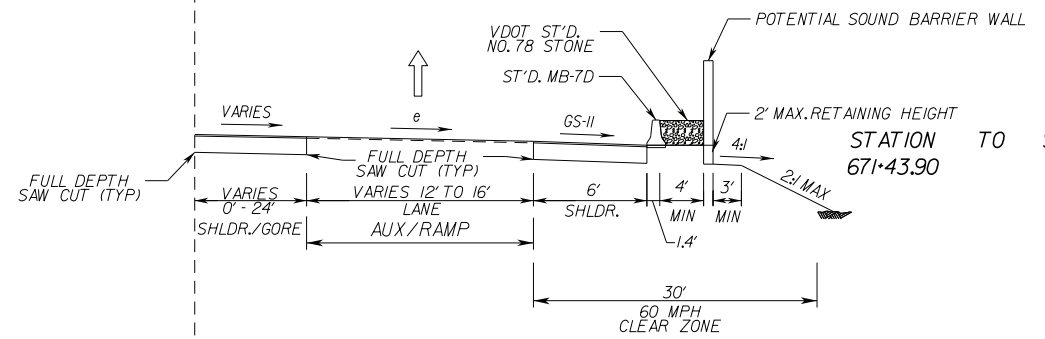 POTENTIAL SOUND BARRIER WALL
VDOT ST'D.
NO. 78 STONE
ST'D. MB-7D
2' MAX. RETAINING HEIGHT
VARIES
e
GS-11
4:1
STATION TO
671+43.90
FULL DEPTH
SAW CUT (TYP)
FULL DEPTH
SAW CUT (TYP)
2:1 MAX
VARIES
0' - 24'
SHLDR./GORE
VARIES 12' TO 16'
LANE
AUX/RAMP
6'
SHLDR.
4'
MIN
3'
MIN
1.4'
30'
60 MPH
CLEAR ZONE